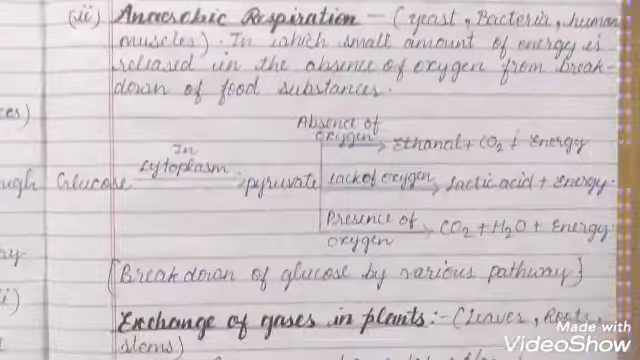 (ii) Anaerobic Respiration - (yeast, Bacteria, human
muscles). In which small amount of energy is
released in the absence of oxygen from break-
down of food substances.
Absence of
oxygen → Ethanal + CO2 + Energy
In
Glucose cytoplasm → pyruvate Lack of oxygen → Lactic acid + Energy.
Presence of
oxygen → CO2 + H2O + Energy.
[Breakdown of glucose by various pathway}
Exchange of gases in plants :- (Leaves, Roots,
stems)
Made with
VideoShow